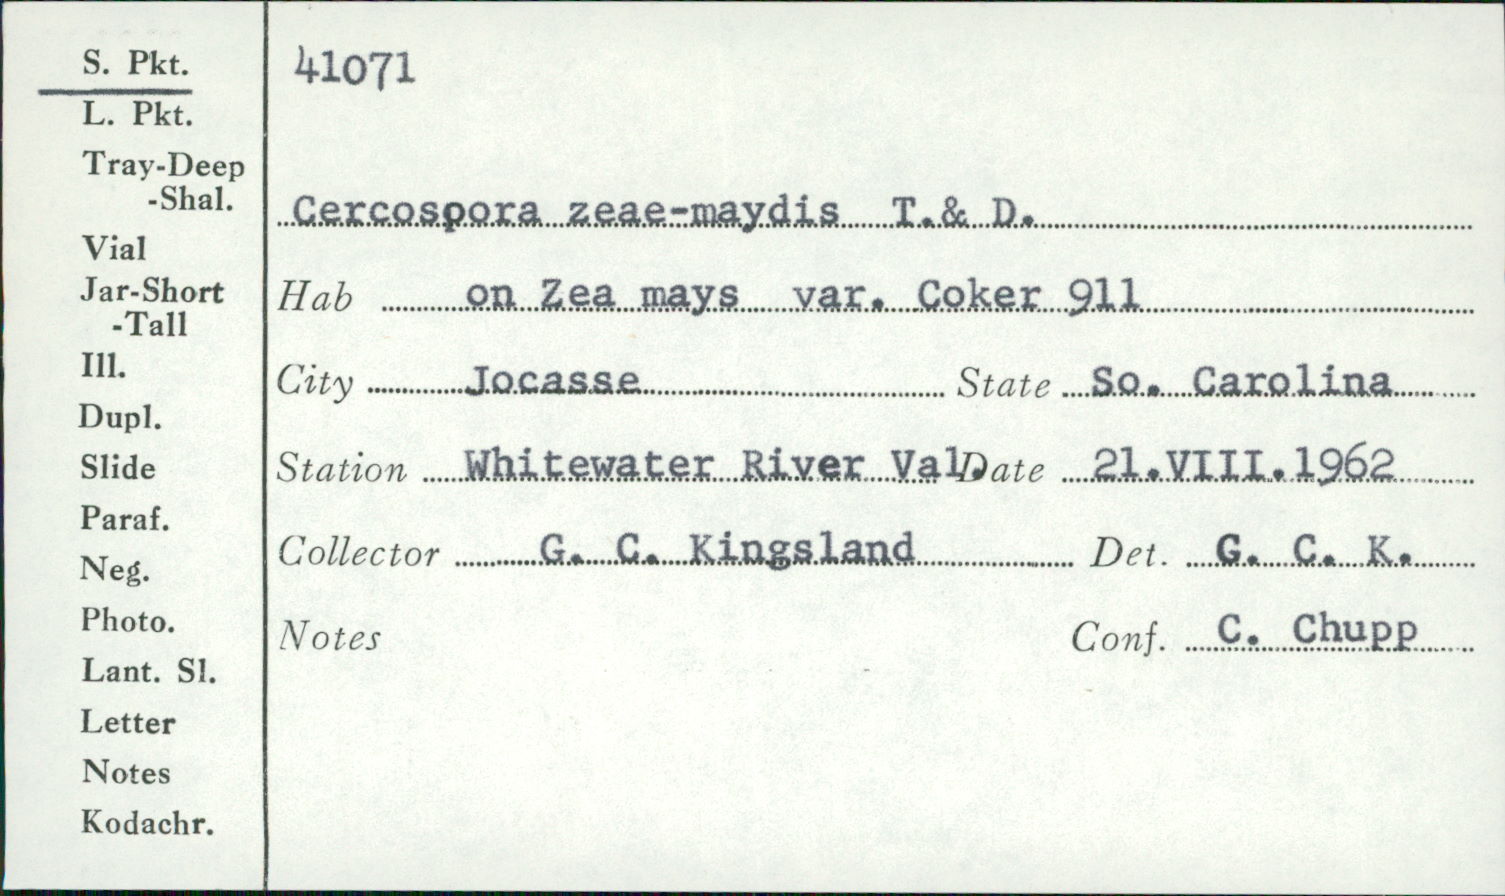 S. Pkt.
L. Pkt.
Tray-Deep
-Shal.
Vial
Jar-Short
-Tall
Ill.
Dupl.
Slide
Paraf.
Neg.
Photo.
Lant. Sl.
Letter
Notes
Kodachr.
41071
Cercospora zeae-maydis T.& D.
Hab on Zea mays var. Coker 911
City Jocasse State So. Carolina
Station Whitewater River Val. Date 21.VIII.1962
Collector G. C. Kingsland Det. G. C. K.
Notes Conf. C. Chupp